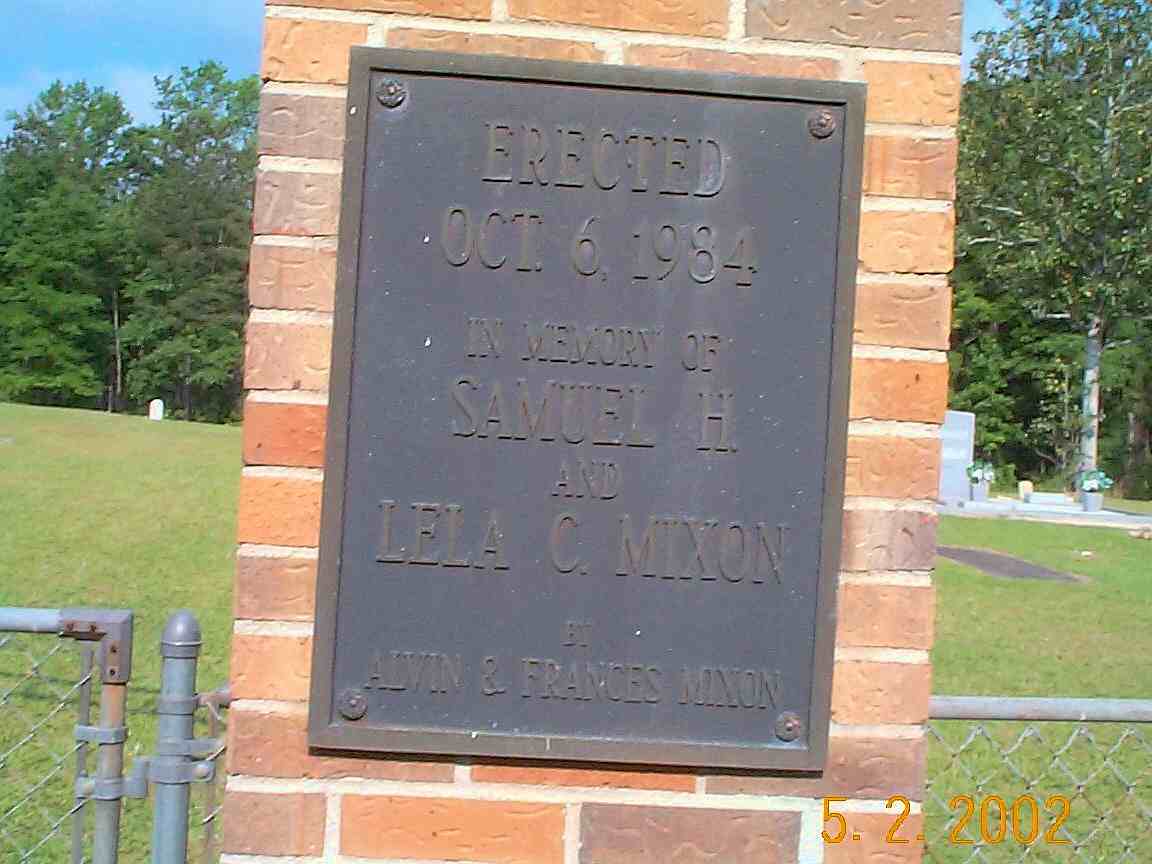 ERECTED
OCT. 6, 1984
IN MEMORY OF
SAMUEL H.
AND
LELA C. MIXON
BY
ALVIN & FRANCES MIXON
5. 2. 2002